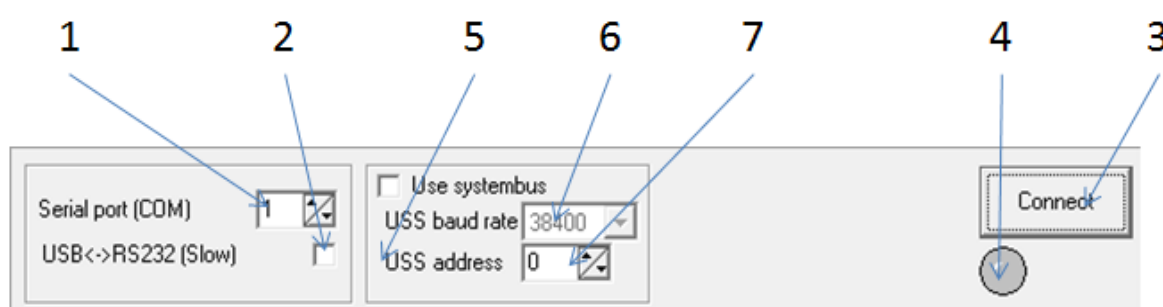 1 2 5 6 7 4 3
Use systembus
Serial port (COM) 1
USS baud rate 38400
Connect
USB<->RS232 (Slow)
USS address 0